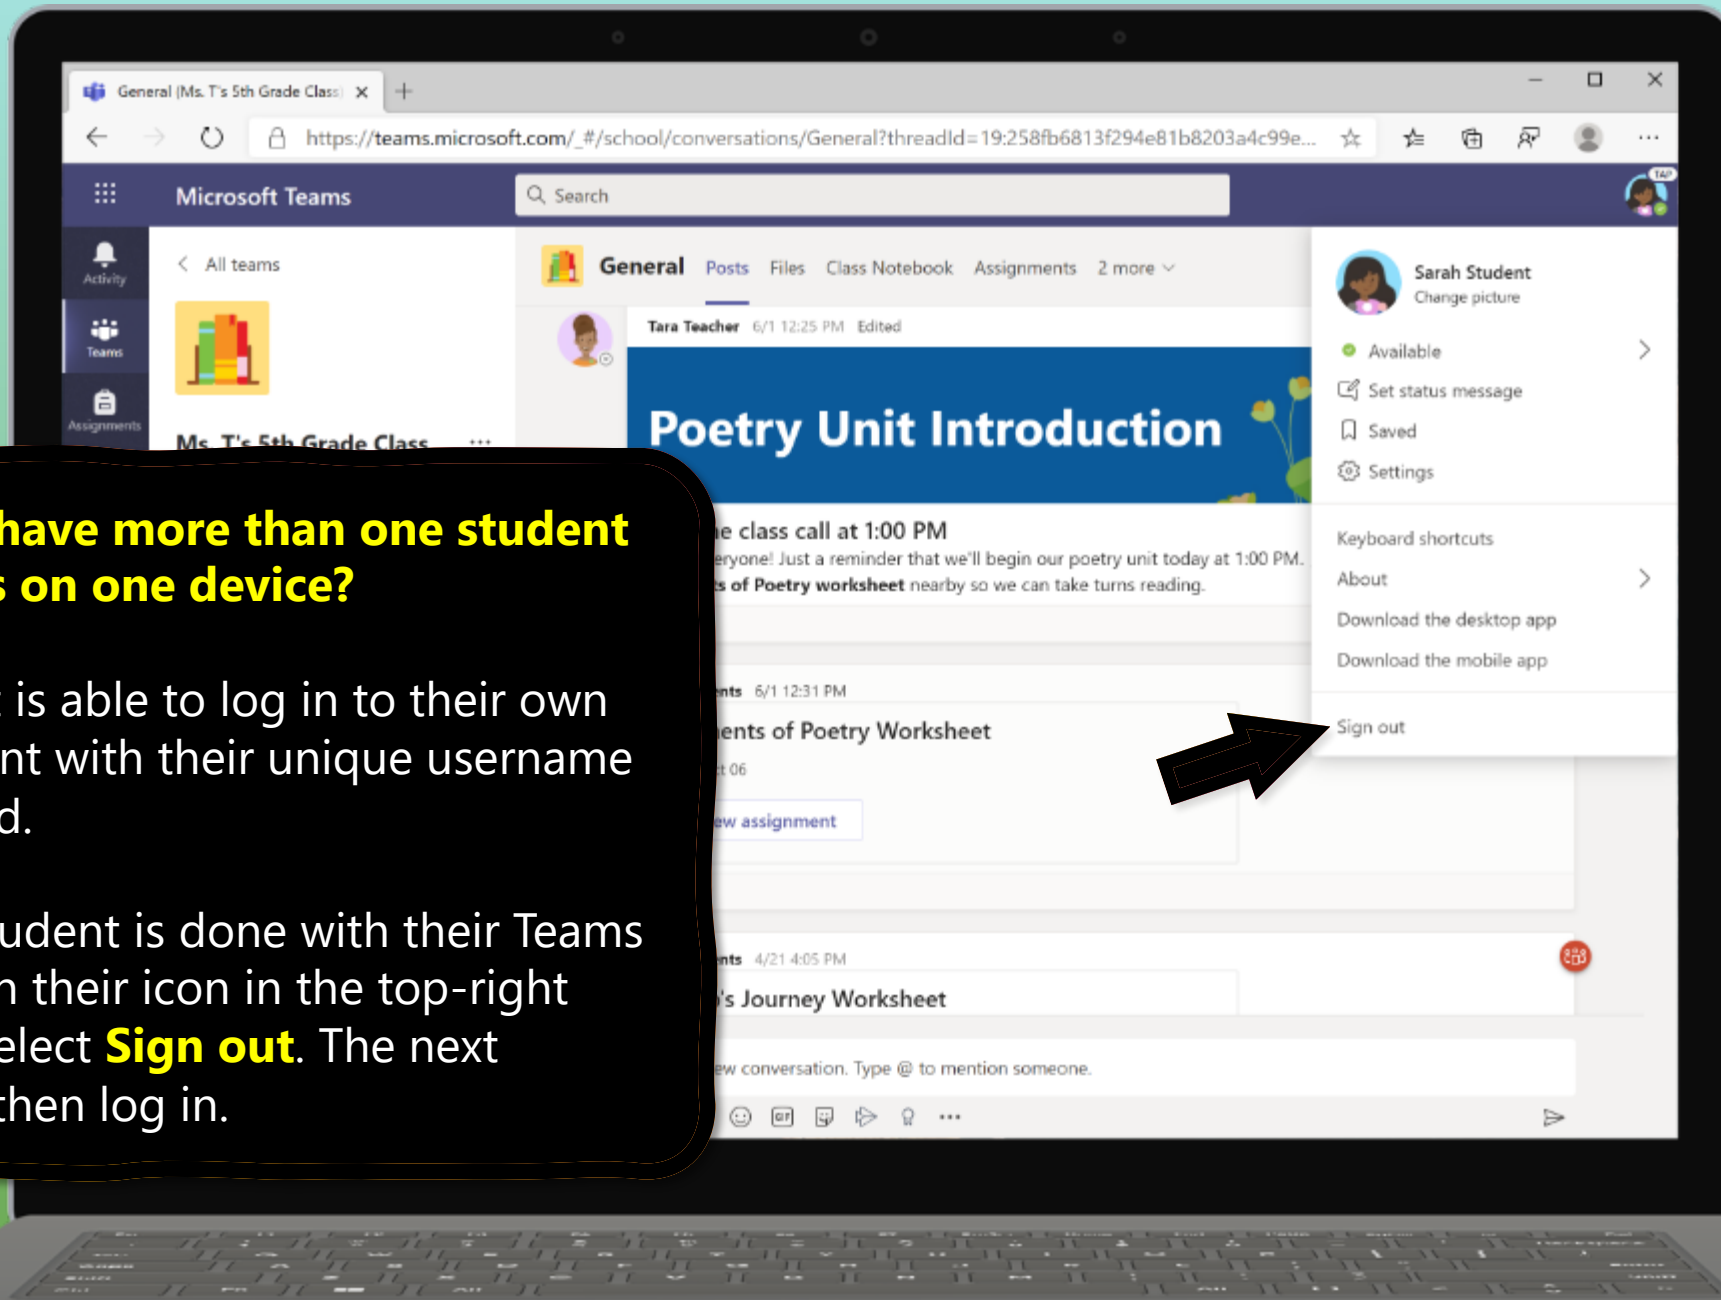 General (Ms. T's 5th Grade Class)
https://teams.microsoft.com/_#/school/conversations/General?threadId=19:258fb6813f294e81b8203a4c99e...
Microsoft Teams
Search
TAP
Activity
Teams
Assignments
All teams
Ms. T's 5th Grade Class
General Posts Files Class Notebook Assignments 2 more
Tara Teacher 6/1 12:25 PM Edited
Poetry Unit Introduction
class call at 1:00 PM
Just a reminder that we'll begin our poetry unit today at 1:00 PM.
of Poetry worksheet nearby so we can take turns reading.
6/1 12:31 PM
of Poetry Worksheet
06
assignment
4/21 4:05 PM
's Journey Worksheet
conversation. Type @ to mention someone.
GIF
Sarah Student
Change picture
Available
Set status message
Saved
Settings
Keyboard shortcuts
About
Download the desktop app
Download the mobile app
Sign out
have more than one student
s on one device?
is able to log in to their own
nt with their unique username
d.
udent is done with their Teams
n their icon in the top-right
elect Sign out. The next
then log in.